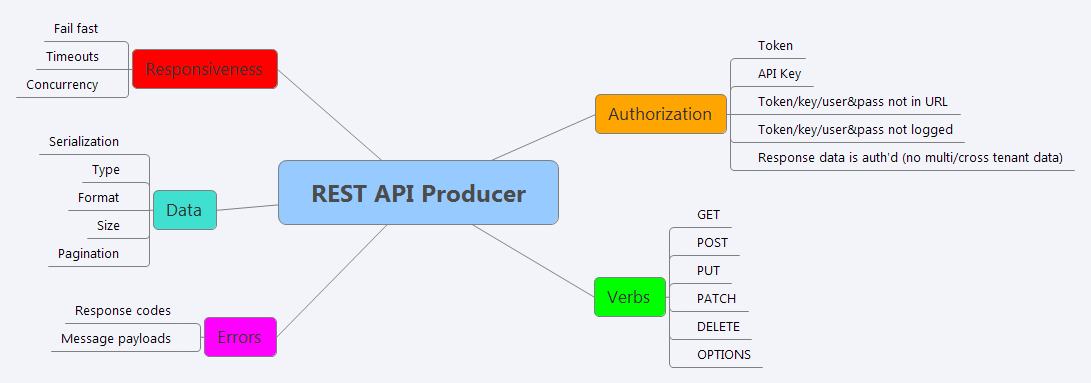 REST API Producer
Responsiveness
Fail fast
Timeouts
Concurrency
Data
Serialization
Type
Format
Size
Pagination
Errors
Response codes
Message payloads
Authorization
Token
API Key
Token/key/user&pass not in URL
Token/key/user&pass not logged
Response data is auth'd (no multi/cross tenant data)
Verbs
GET
POST
PUT
PATCH
DELETE
OPTIONS